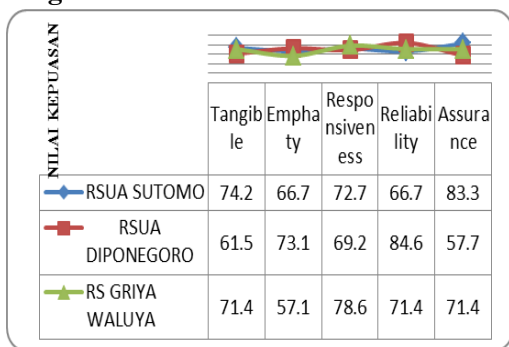 NILAI KEPUASAN
Tangib Empha Respo Reliabi Assura
le ty nsiven lity nce
ess
RSUA SUTOMO 74.2 66.7 72.7 66.7 83.3
RSUA
DIPONEGORO 61.5 73.1 69.2 84.6 57.7
RS GRIYA
WALUYA 71.4 57.1 78.6 71.4 71.4